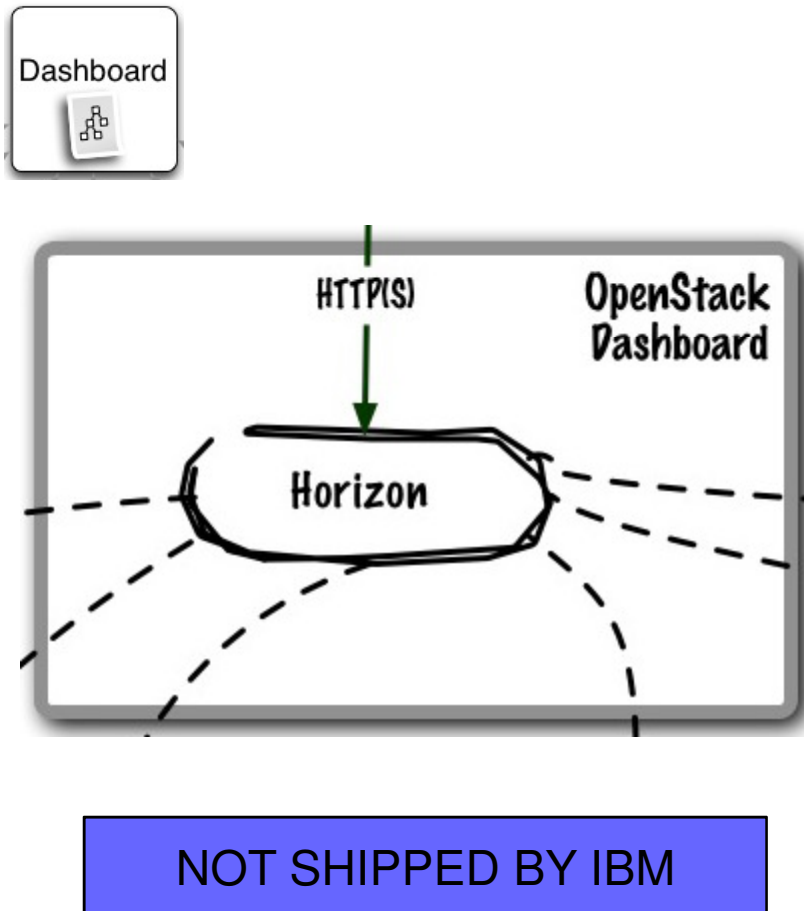 Dashboard
HTTP(S)
OpenStack
Dashboard
Horizon
NOT SHIPPED BY IBM